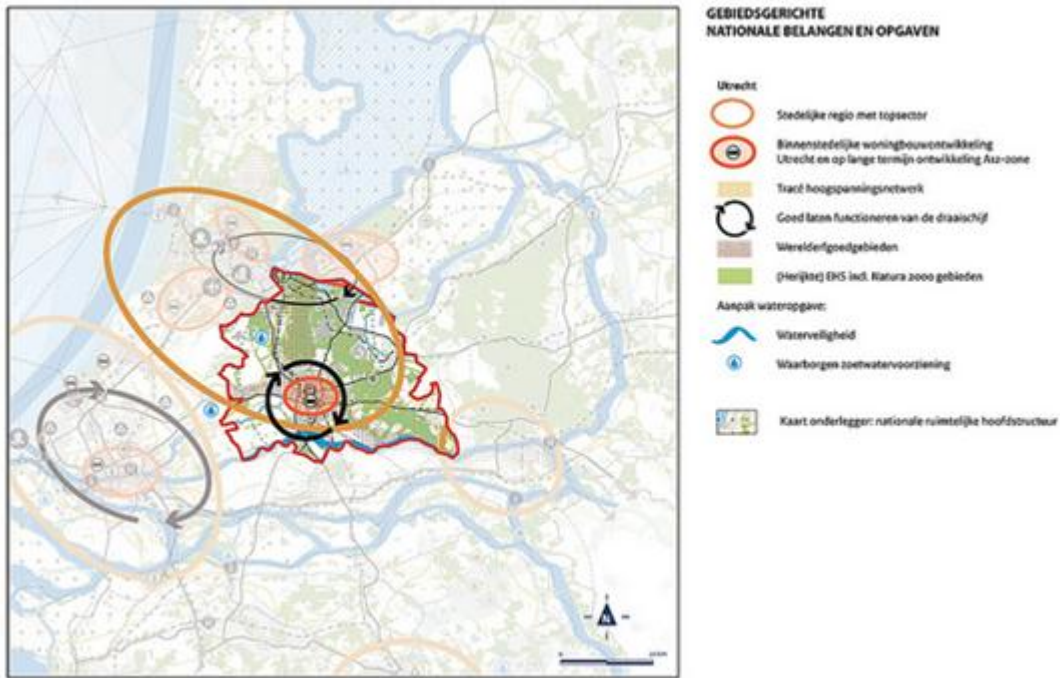 GEBIEDSGERICHTE
NATIONALE BELANGEN EN OPGAVEN
Utrecht
Stedelijke regio met topsector
Binnenstedelijke woningbouwontwikkeling
Utrecht en op lange termijn ontwikkeling A12-zone
Tracé hoogspanningsnetwerk
Goed laten functioneren van de draaischijf
Werelderfgoedgebieden
(Herijkte) EHS incl. Natura 2000 gebieden
Aanpak wateropgave:
Waterveiligheid
Waarborgen zoetwatervoorziening
Kaart onderlegger: nationale ruimtelijke hoofdstructuur
N
0